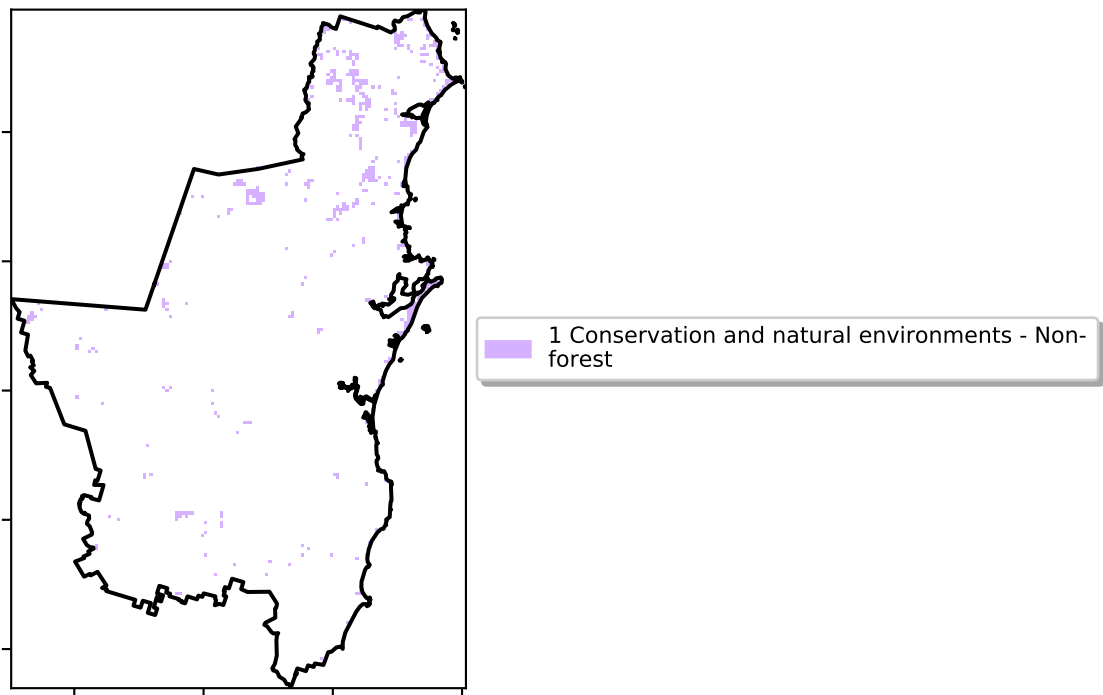 1 Conservation and natural environments - Non-
forest